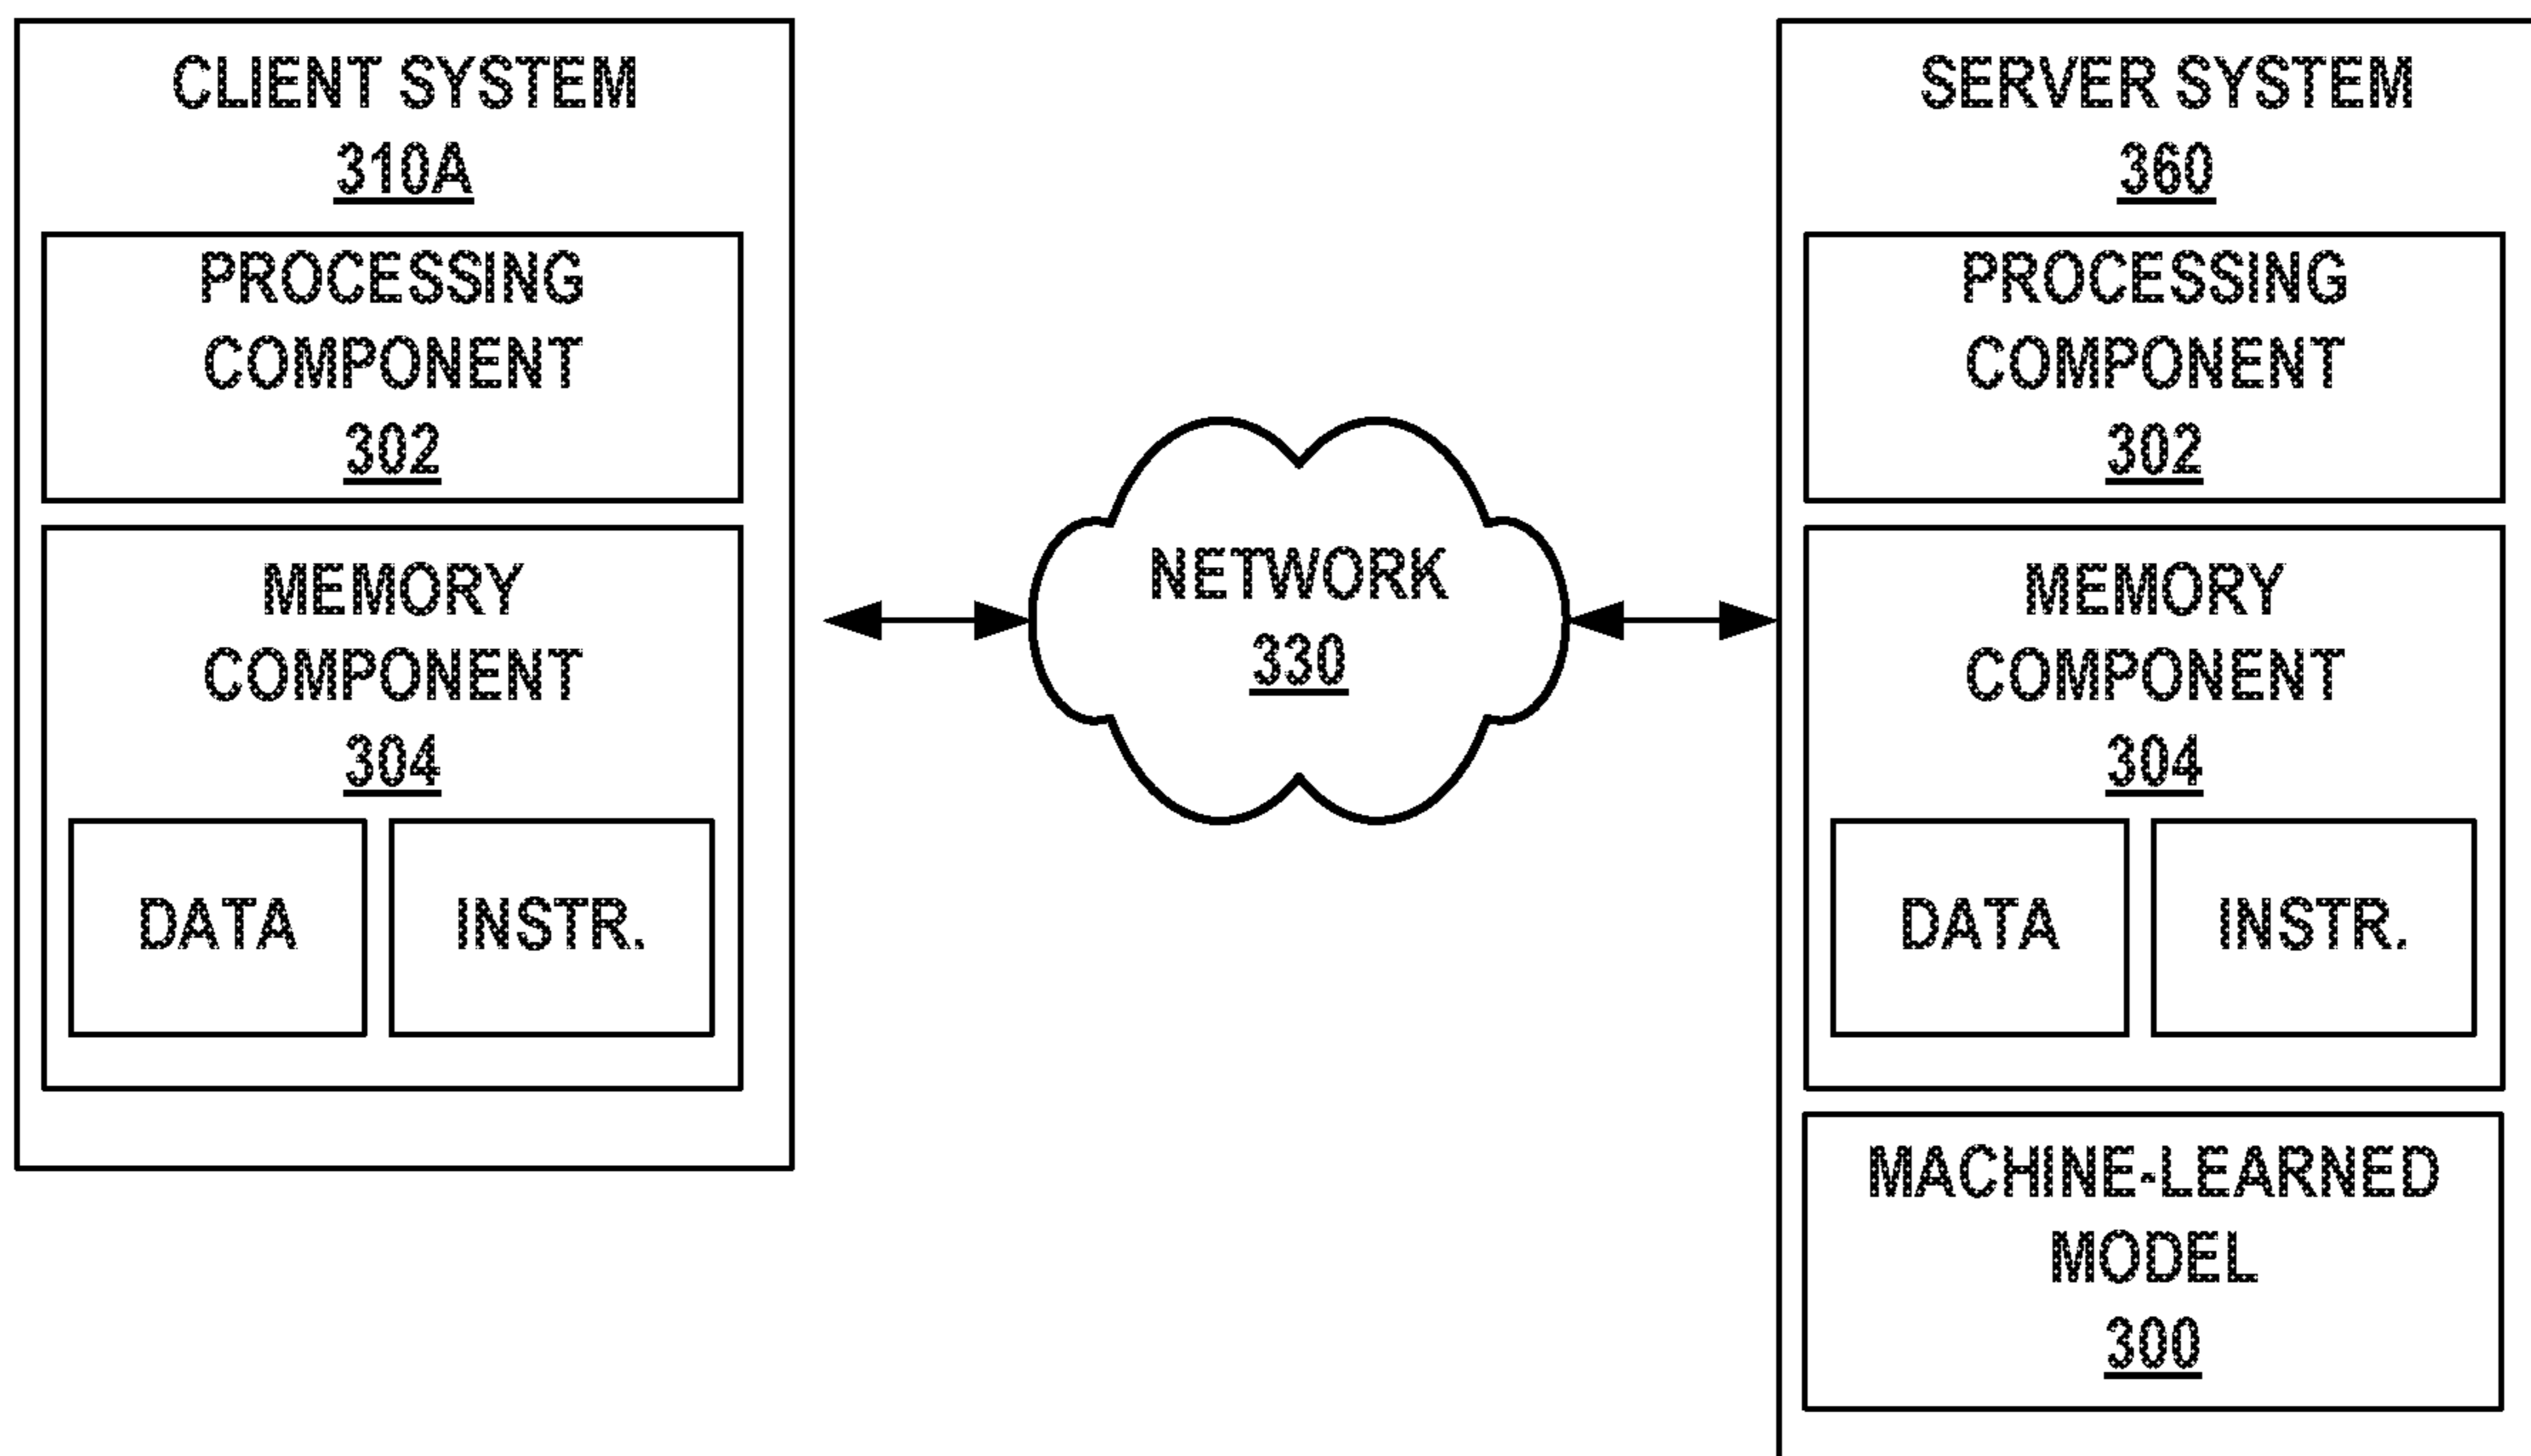 CLIENT SYSTEM
310A
PROCESSING
COMPONENT
302
MEMORY
COMPONENT
304
DATA
INSTR.
NETWORK
330
SERVER SYSTEM
360
PROCESSING
COMPONENT
302
MEMORY
COMPONENT
304
DATA
INSTR.
MACHINE-LEARNED
MODEL
300